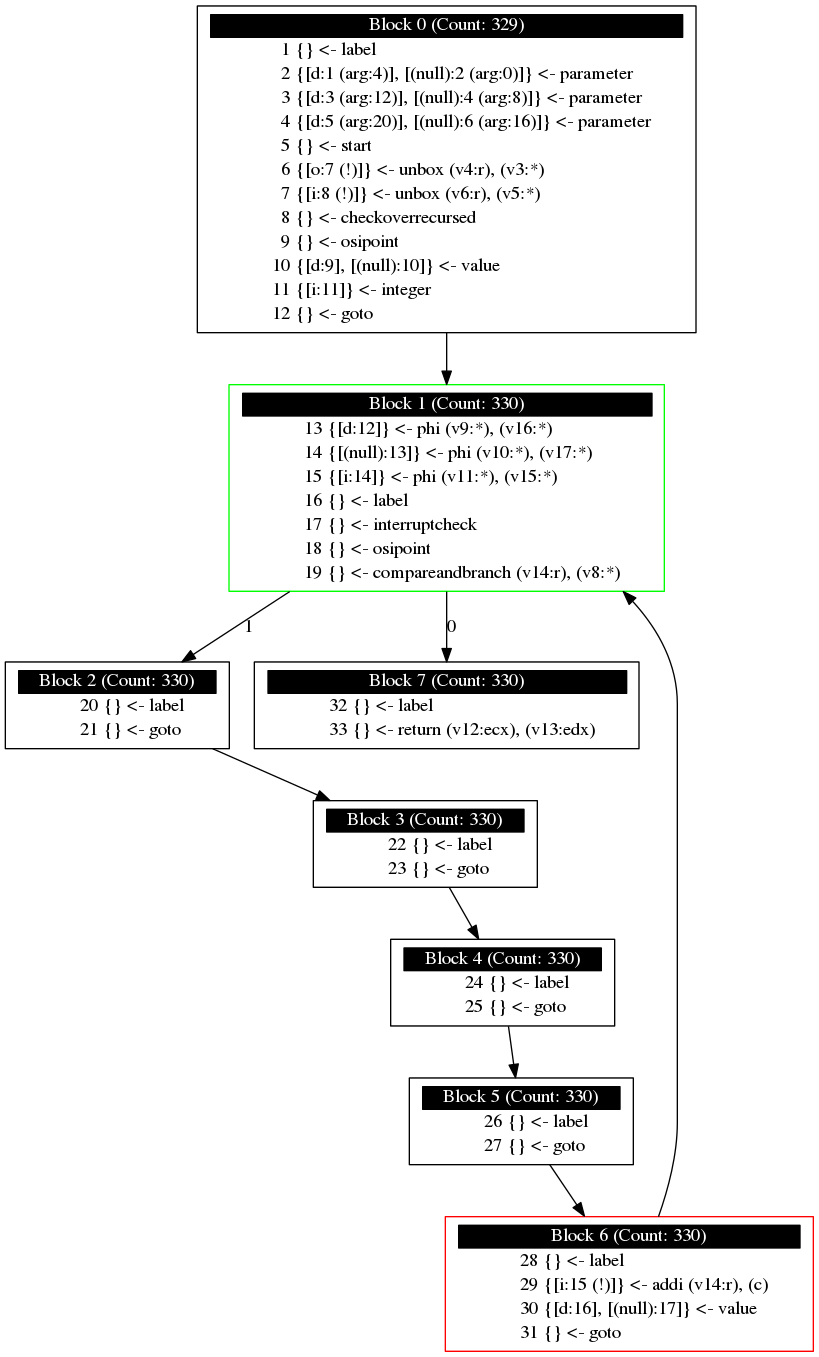 Block 0 (Count: 329)
1 {} <- label
2 {[d:1 (arg:4)], [(null):2 (arg:0)]} <- parameter
3 {[d:3 (arg:12)], [(null):4 (arg:8)]} <- parameter
4 {[d:5 (arg:20)], [(null):6 (arg:16)]} <- parameter
5 {} <- start
6 {[o:7 (!)]} <- unbox (v4:r), (v3:*)
7 {[i:8 (!)]} <- unbox (v6:r), (v5:*)
8 {} <- checkoverrecursed
9 {} <- osipoint
10 {[d:9], [(null):10]} <- value
11 {[i:11]} <- integer
12 {} <- goto
Block 1 (Count: 330)
13 {[d:12]} <- phi (v9:*), (v16:*)
14 {[(null):13]} <- phi (v10:*), (v17:*)
15 {[i:14]} <- phi (v11:*), (v15:*)
16 {} <- label
17 {} <- interruptcheck
18 {} <- osipoint
19 {} <- compareandbranch (v14:r), (v8:*)
1
0
Block 2 (Count: 330)
20 {} <- label
21 {} <- goto
Block 7 (Count: 330)
32 {} <- label
33 {} <- return (v12:ecx), (v13:edx)
Block 3 (Count: 330)
22 {} <- label
23 {} <- goto
Block 4 (Count: 330)
24 {} <- label
25 {} <- goto
Block 5 (Count: 330)
26 {} <- label
27 {} <- goto
Block 6 (Count: 330)
28 {} <- label
29 {[i:15 (!)]} <- addi (v14:r), (c)
30 {[d:16], [(null):17]} <- value
31 {} <- goto